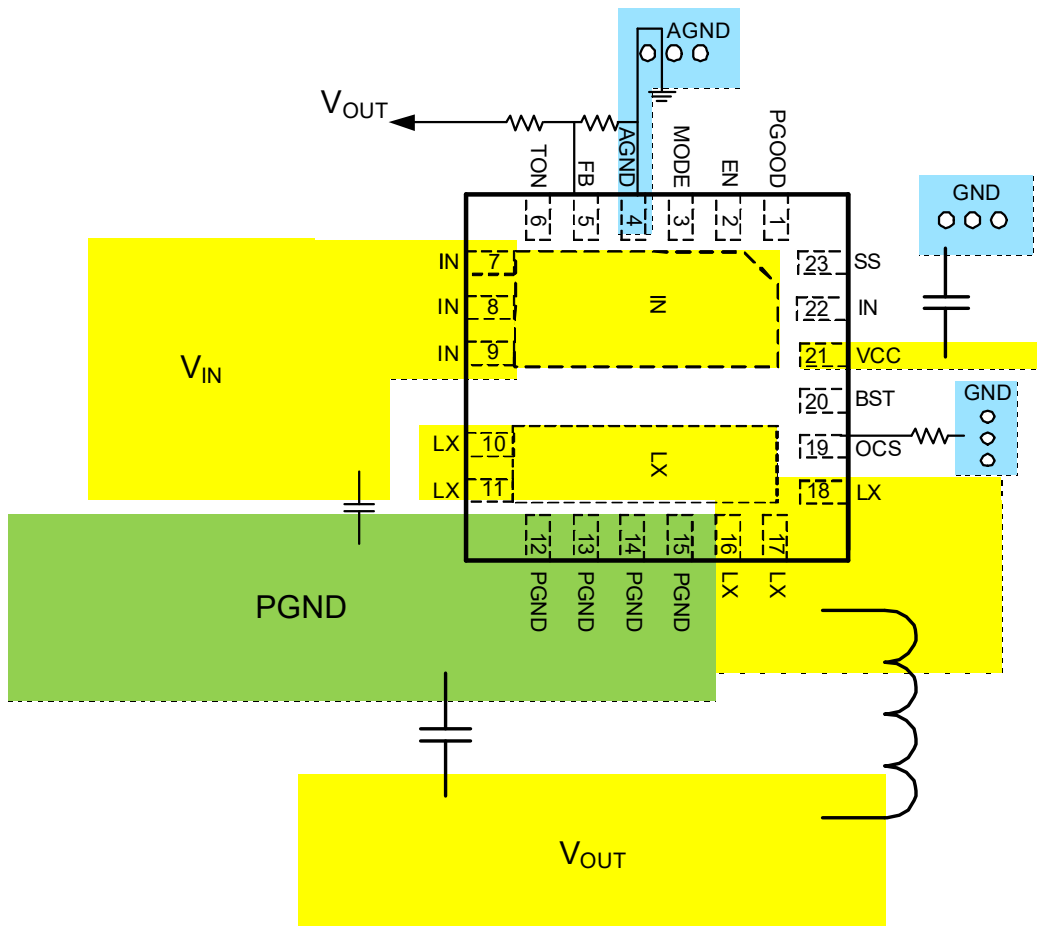 AGND
VOUT
TON
FB
AGND
MODE
EN
PGOOD
6
5
4
3
2
1
GND
IN
7
IN
8
IN
9
IN
23
SS
22
IN
21
VCC
20
BST
19
OCS
18
LX
GND
VIN
LX
10
LX
11
LX
12
13
14
15
16
17
PGND
PGND
PGND
PGND
LX
LX
PGND
VOUT